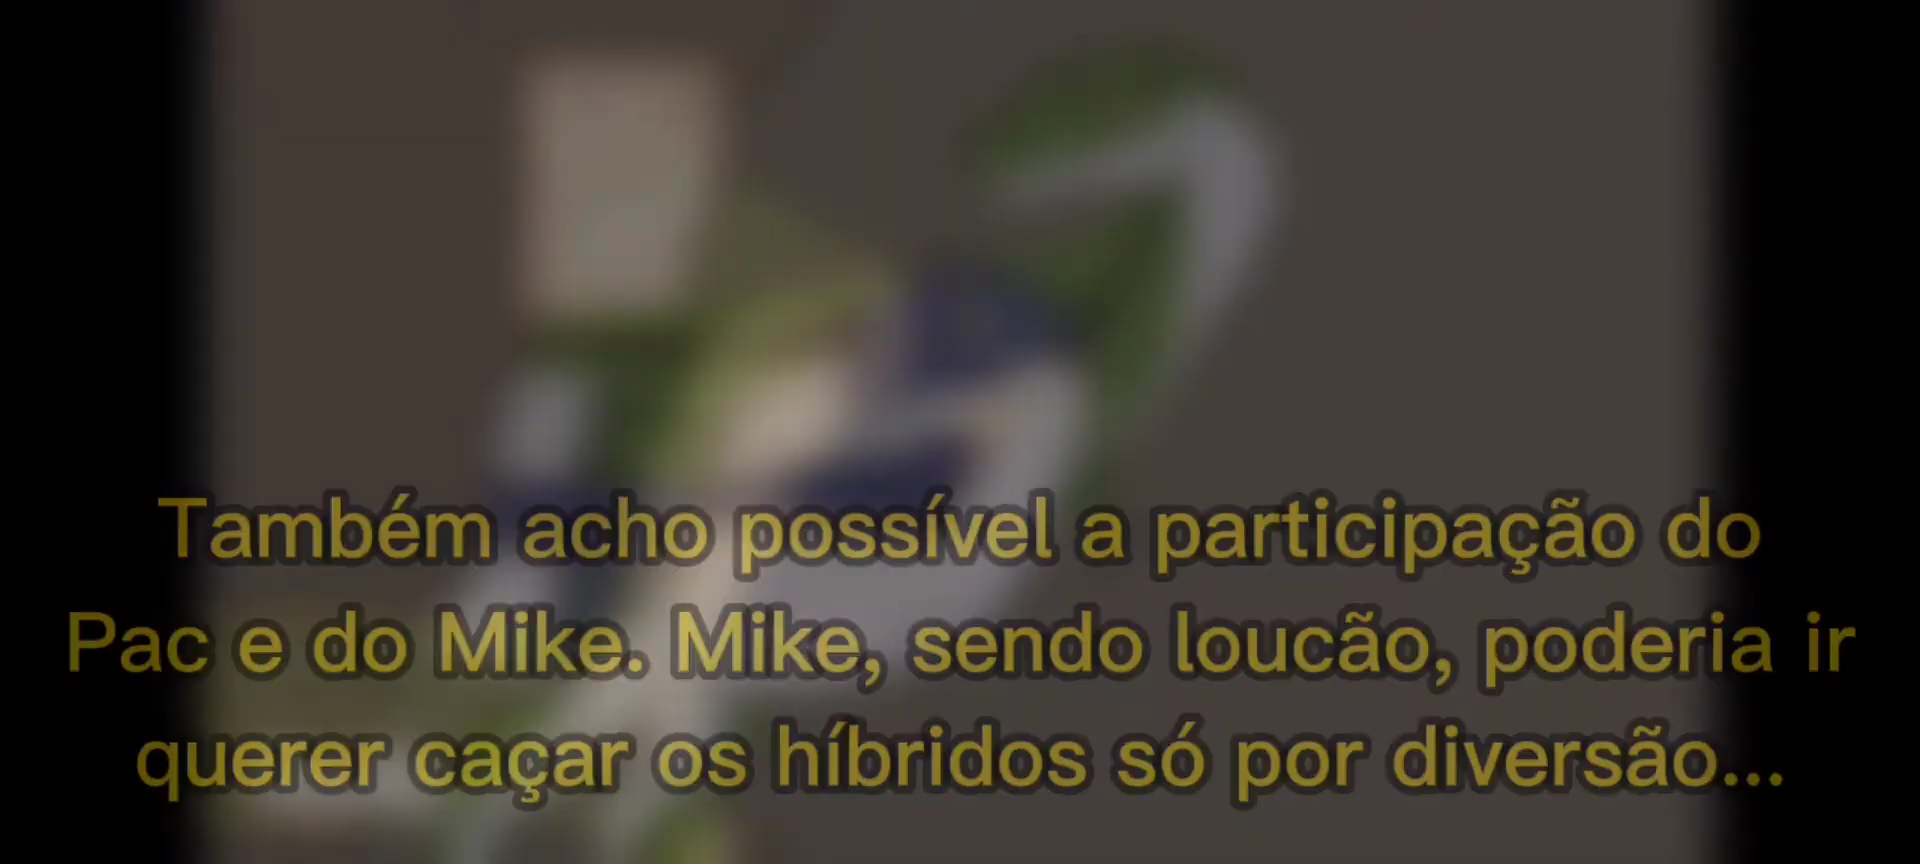 Também acho possível a participação do
Pac e do Mike. Mike, sendo loucão, poderia ir
querer caçar os híbridos só por diversão...